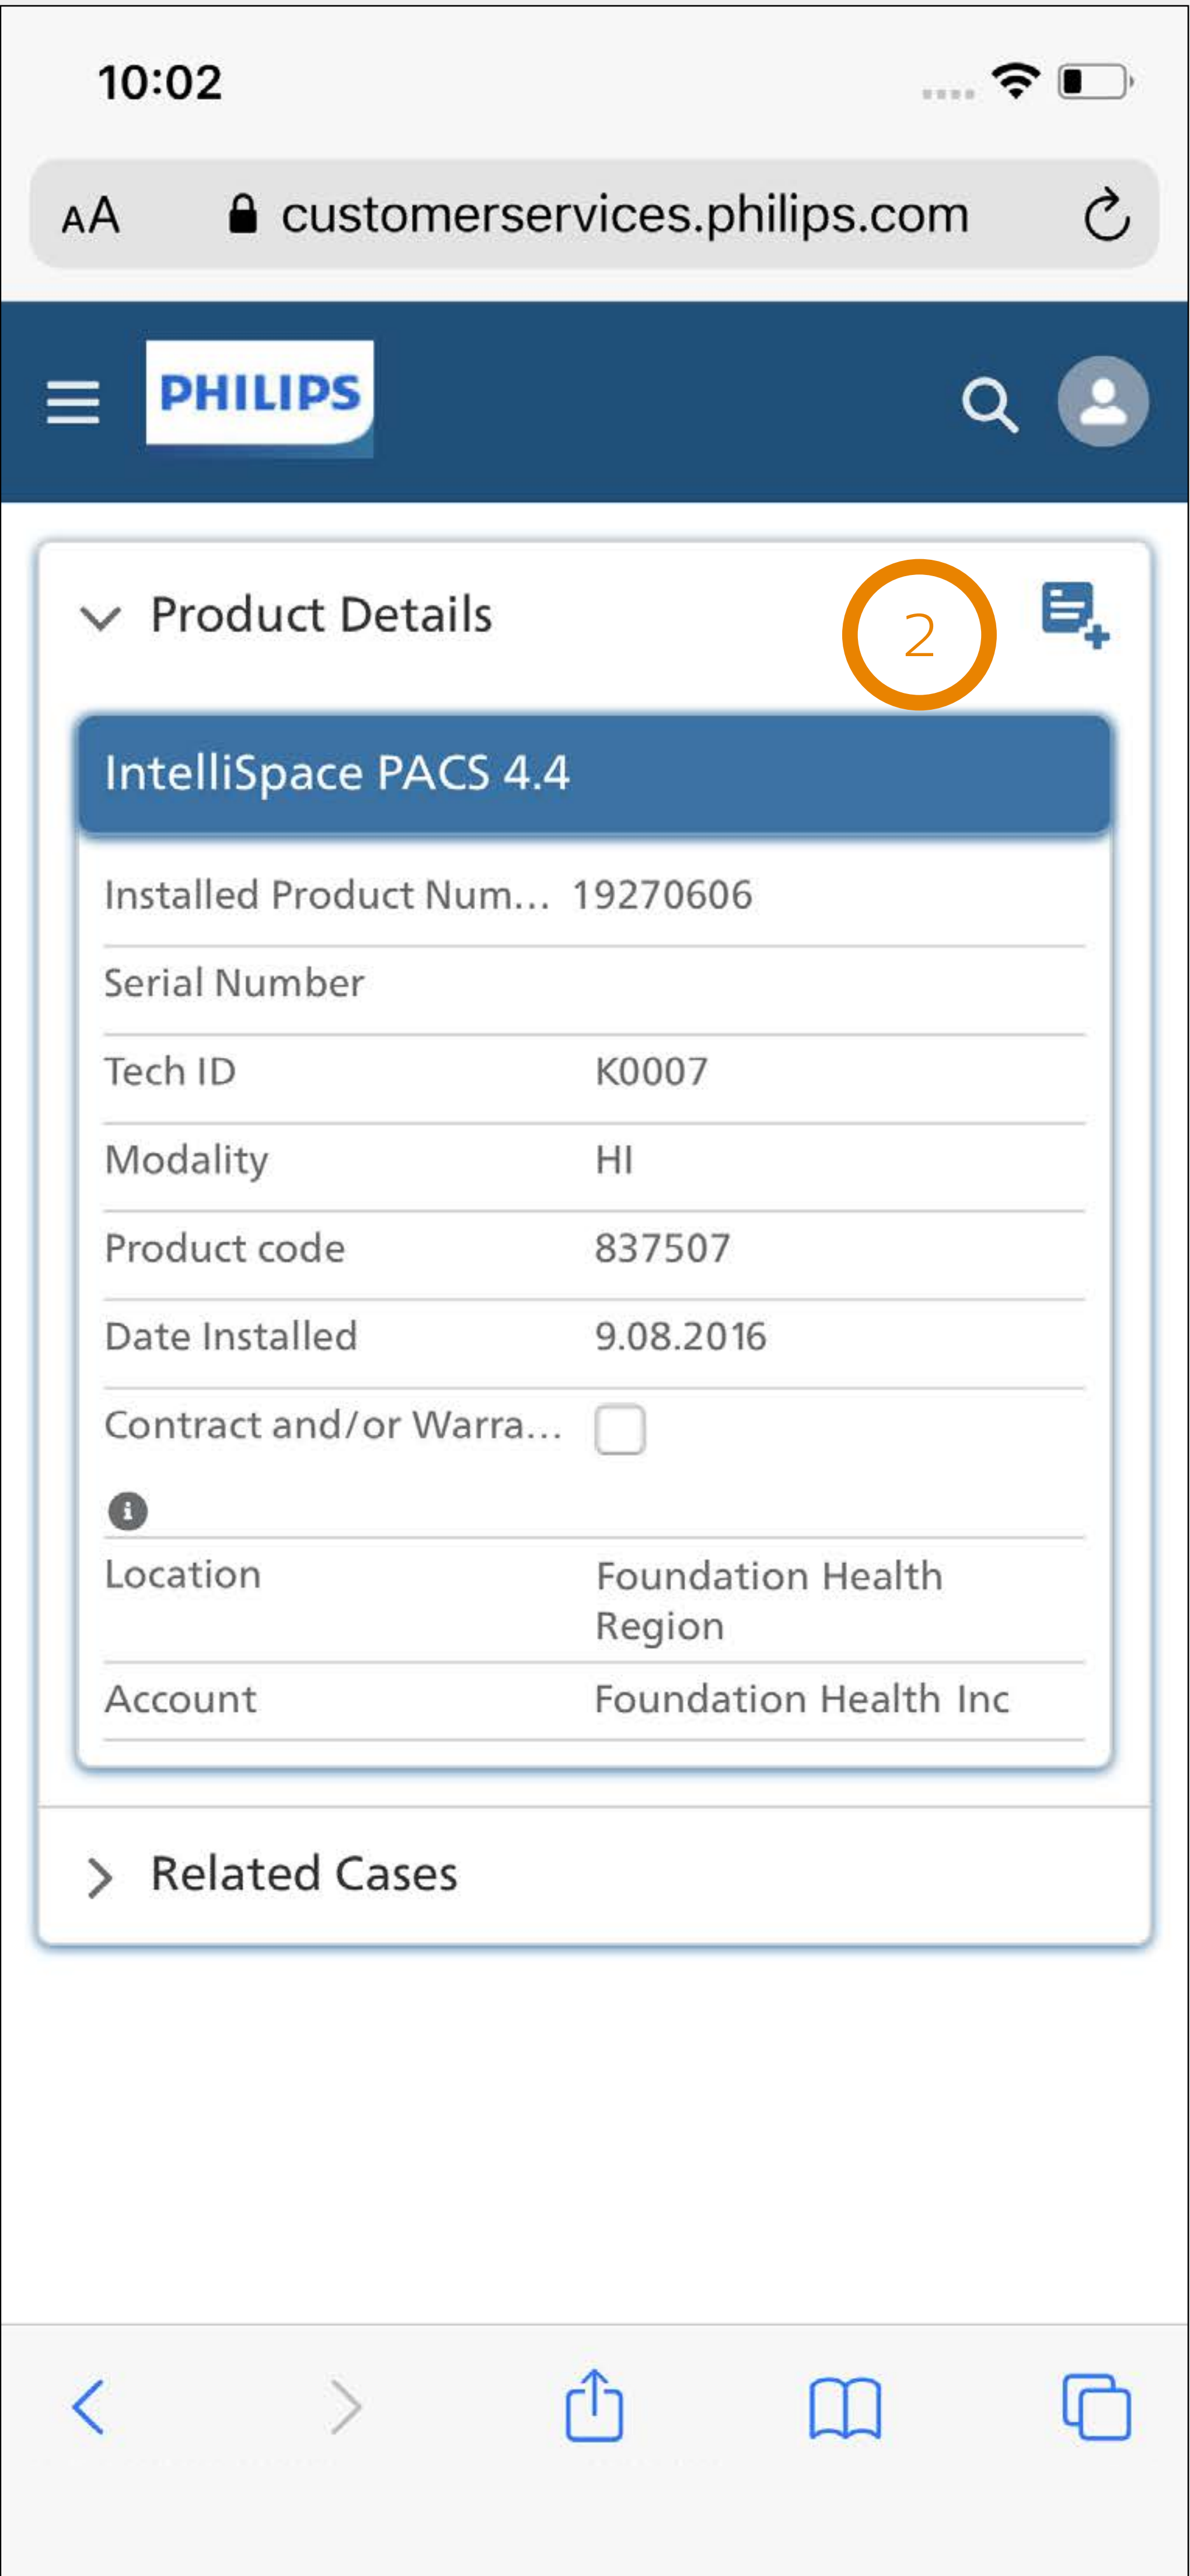 10:02
AA customerservices.philips.com
PHILIPS
Product Details
2
IntelliSpace PACS 4.4
Installed Product Num... 19270606
Serial Number
Tech ID K0007
Modality HI
Product code 837507
Date Installed 9.08.2016
Contract and/or Warra...
i
Location Foundation Health
Region
Account Foundation Health Inc
Related Cases